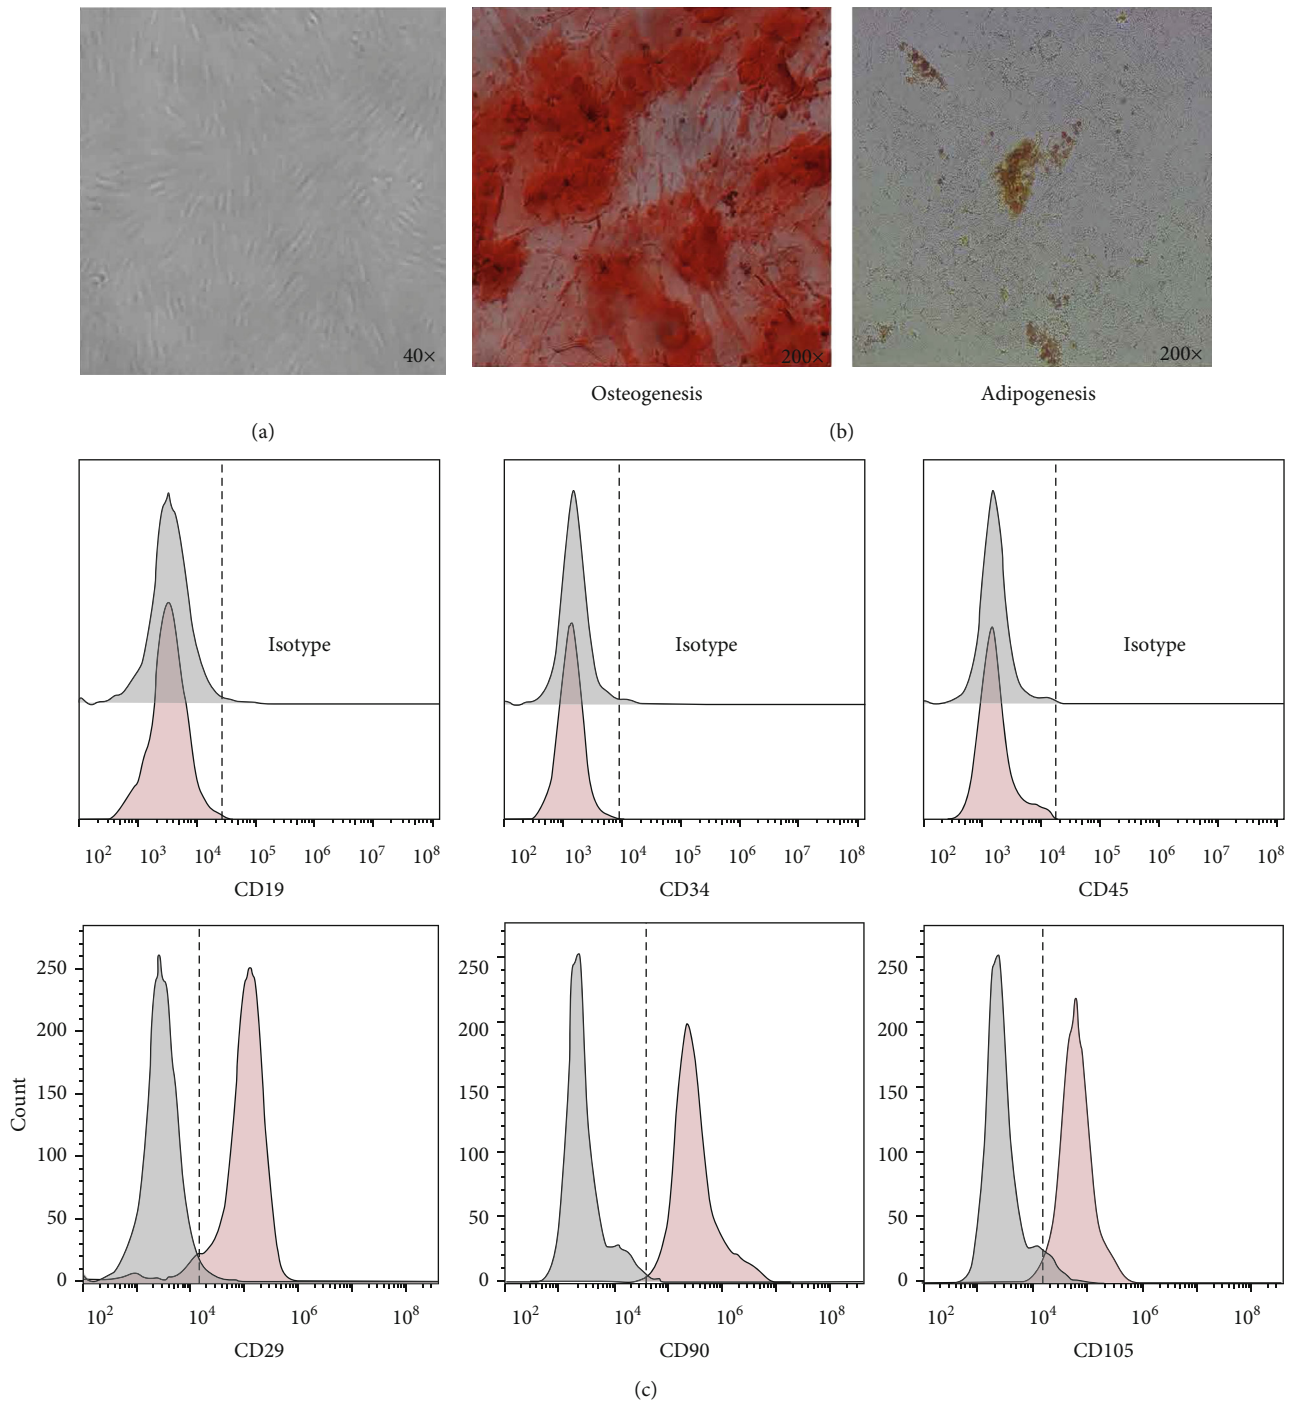 40×
200×
200×
Osteogenesis
Adipogenesis
(a)
(b)
Isotype
Isotype
Isotype
10² 10³ 10⁴ 10⁵ 10⁶ 10⁷ 10⁸
CD19
10² 10³ 10⁴ 10⁵ 10⁶ 10⁷ 10⁸
CD34
10² 10³ 10⁴ 10⁵ 10⁶ 10⁷ 10⁸
CD45
Count
250
200
150
100
50
0
10² 10⁴ 10⁶ 10⁸
CD29
250
200
150
100
50
0
10² 10⁴ 10⁶ 10⁸
CD90
250
200
150
100
50
0
10² 10⁴ 10⁶ 10⁸
CD105
(c)